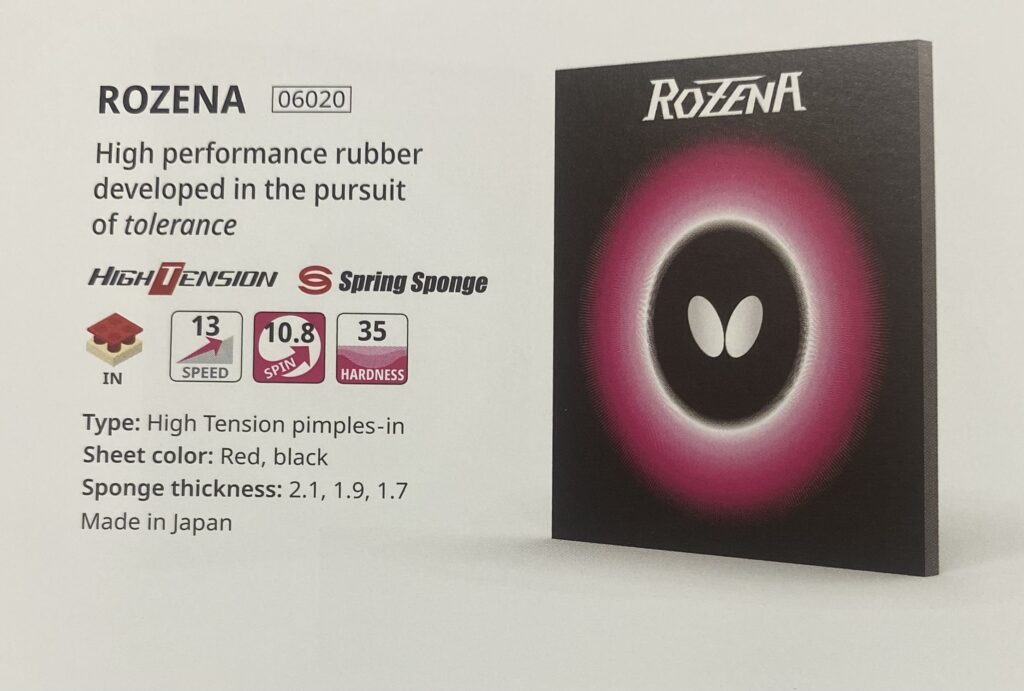 ROZENA 06020
High performance rubber
developed in the pursuit
of tolerance
HIGH TENSION Spring Sponge
IN
13
SPEED
10.8
SPIN
35
HARDNESS
Type: High Tension pimples-in
Sheet color: Red, black
Sponge thickness: 2.1, 1.9, 1.7
Made in Japan
ROZENA